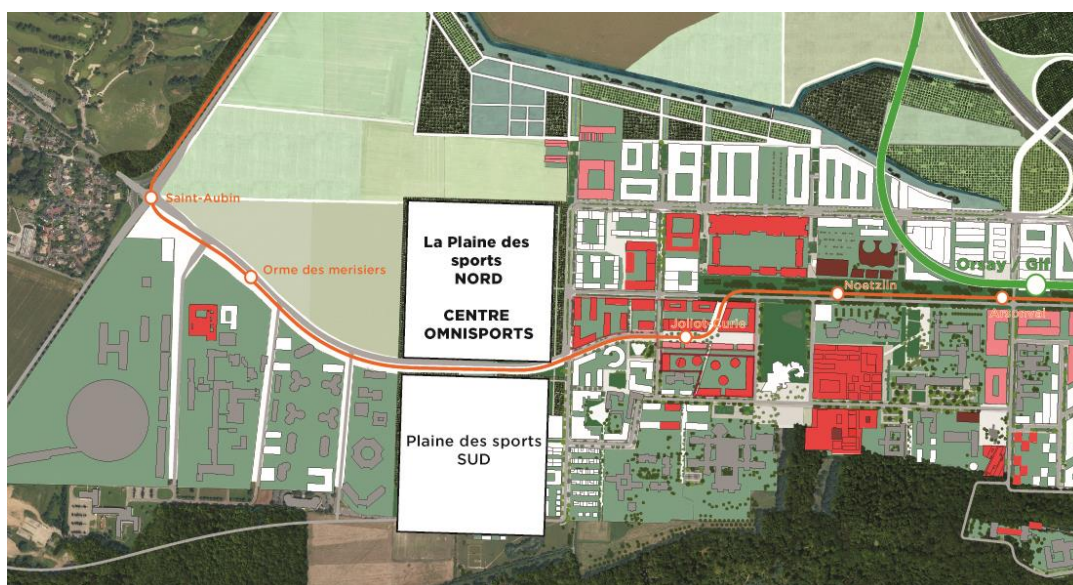 Saint-Aubin
La Plaine des
sports
NORD
CENTRE
OMNISPORTS
Orme des merisiers
Orsay / Gif
Noetzlin
Arsonval
Joliot-Curie
Plaine des sports
SUD